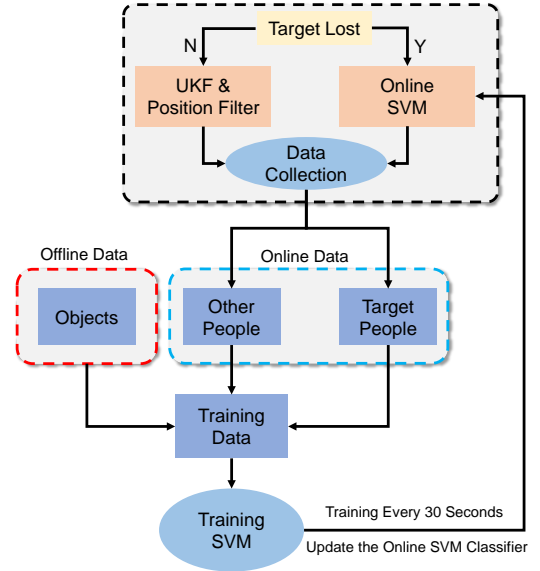 Target Lost
N
Y
UKF &
Position Filter
Online
SVM
Data
Collection
Offline Data
Online Data
Objects
Other
People
Target
People
Training
Data
Training
SVM
Training Every 30 Seconds
Update the Online SVM Classifier